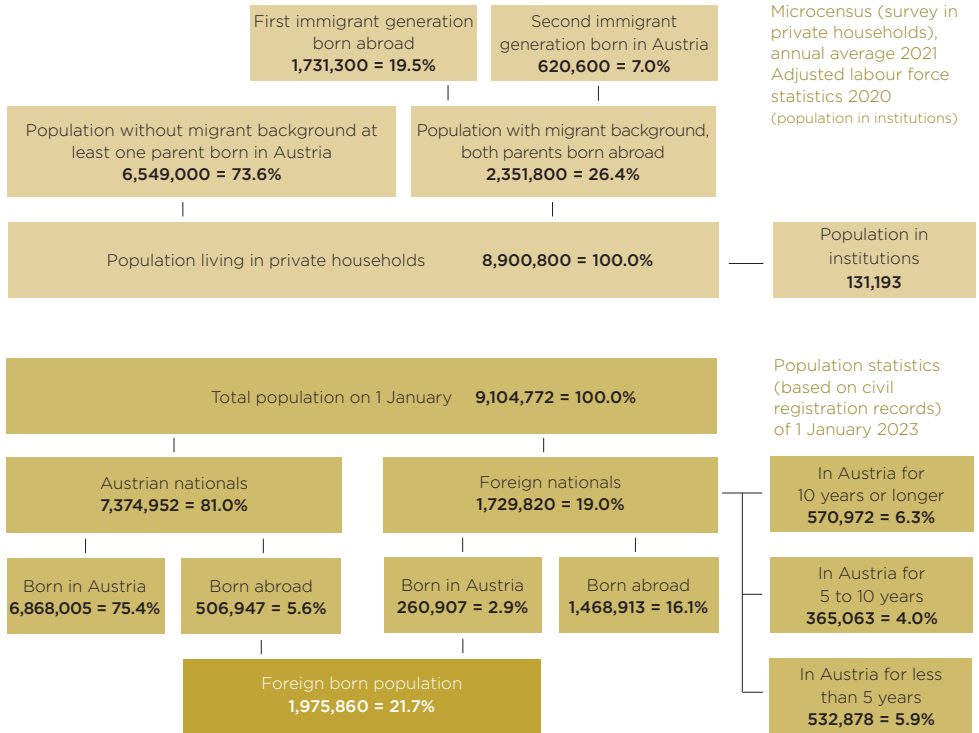 First immigrant generation
born abroad
1,731,300 = 19.5%
Second immigrant
generation born in Austria
620,600 = 7.0%
Microcensus (survey in
private households),
annual average 2021
Adjusted labour force
statistics 2020
(population in institutions)
Population without migrant background at
least one parent born in Austria
6,549,000 = 73.6%
Population with migrant background,
both parents born abroad
2,351,800 = 26.4%
Population living in private households 8,900,800 = 100.0%
Population in
institutions
131,193
Total population on 1 January 9,104,772 = 100.0%
Population statistics
(based on civil
registration records)
of 1 January 2023
Austrian nationals
7,374,952 = 81.0%
Foreign nationals
1,729,820 = 19.0%
In Austria for
10 years or longer
570,972 = 6.3%
Born in Austria
6,868,005 = 75.4%
Born abroad
506,947 = 5.6%
Born in Austria
260,907 = 2.9%
Born abroad
1,468,913 = 16.1%
In Austria for
5 to 10 years
365,063 = 4.0%
Foreign born population
1,975,860 = 21.7%
In Austria for less
than 5 years
532,878 = 5.9%